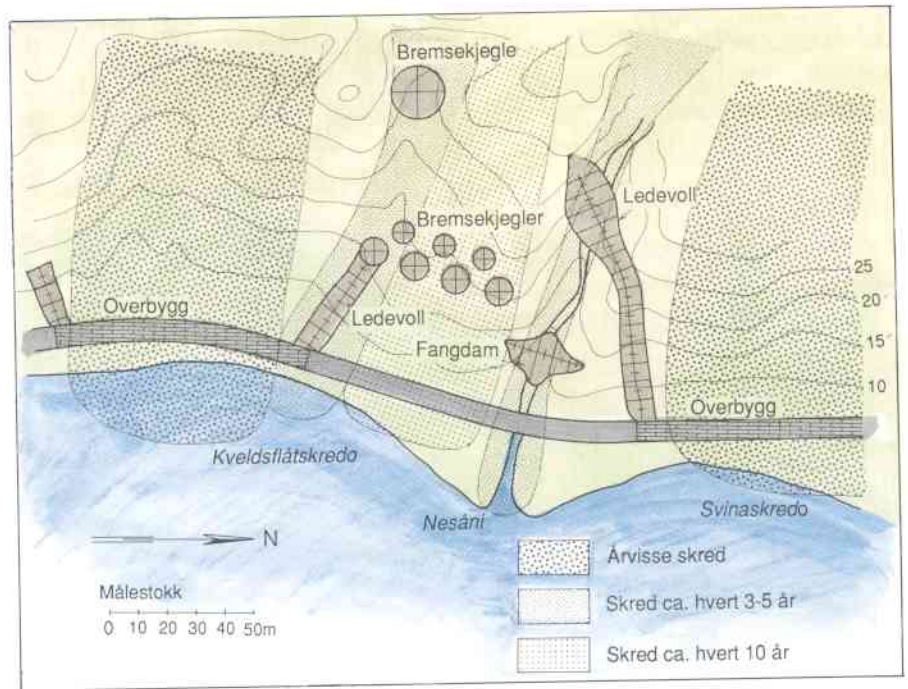 Bremsekjegle
Ledevoll
Bremsekjegler
25
Overbygg
20°
Ledevoll
15°
Fangdam
10
Overbygg
Kveldsflåtskredo
Nesåni
Svinaskredo
N
Årvisse skred
Målestokk
Skred ca. hvert 3-5 år
0 10 20 30 40 50m
Skred ca. hvert 10 år